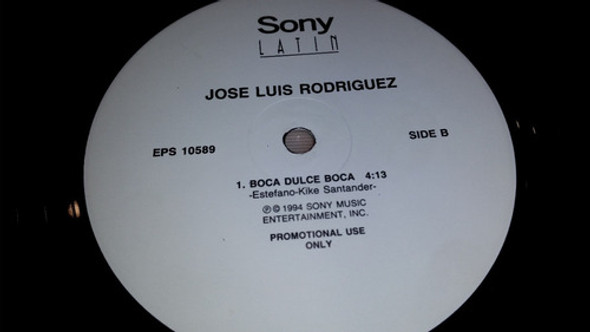 Sony
LATIN
JOSE LUIS RODRIGUEZ
EPS 10589
SIDE B
1. BOCA DULCE BOCA 4:13
-Estefano-Kike Santander-
℗ © 1994 SONY MUSIC
ENTERTAINMENT, INC.
PROMOTIONAL USE
ONLY